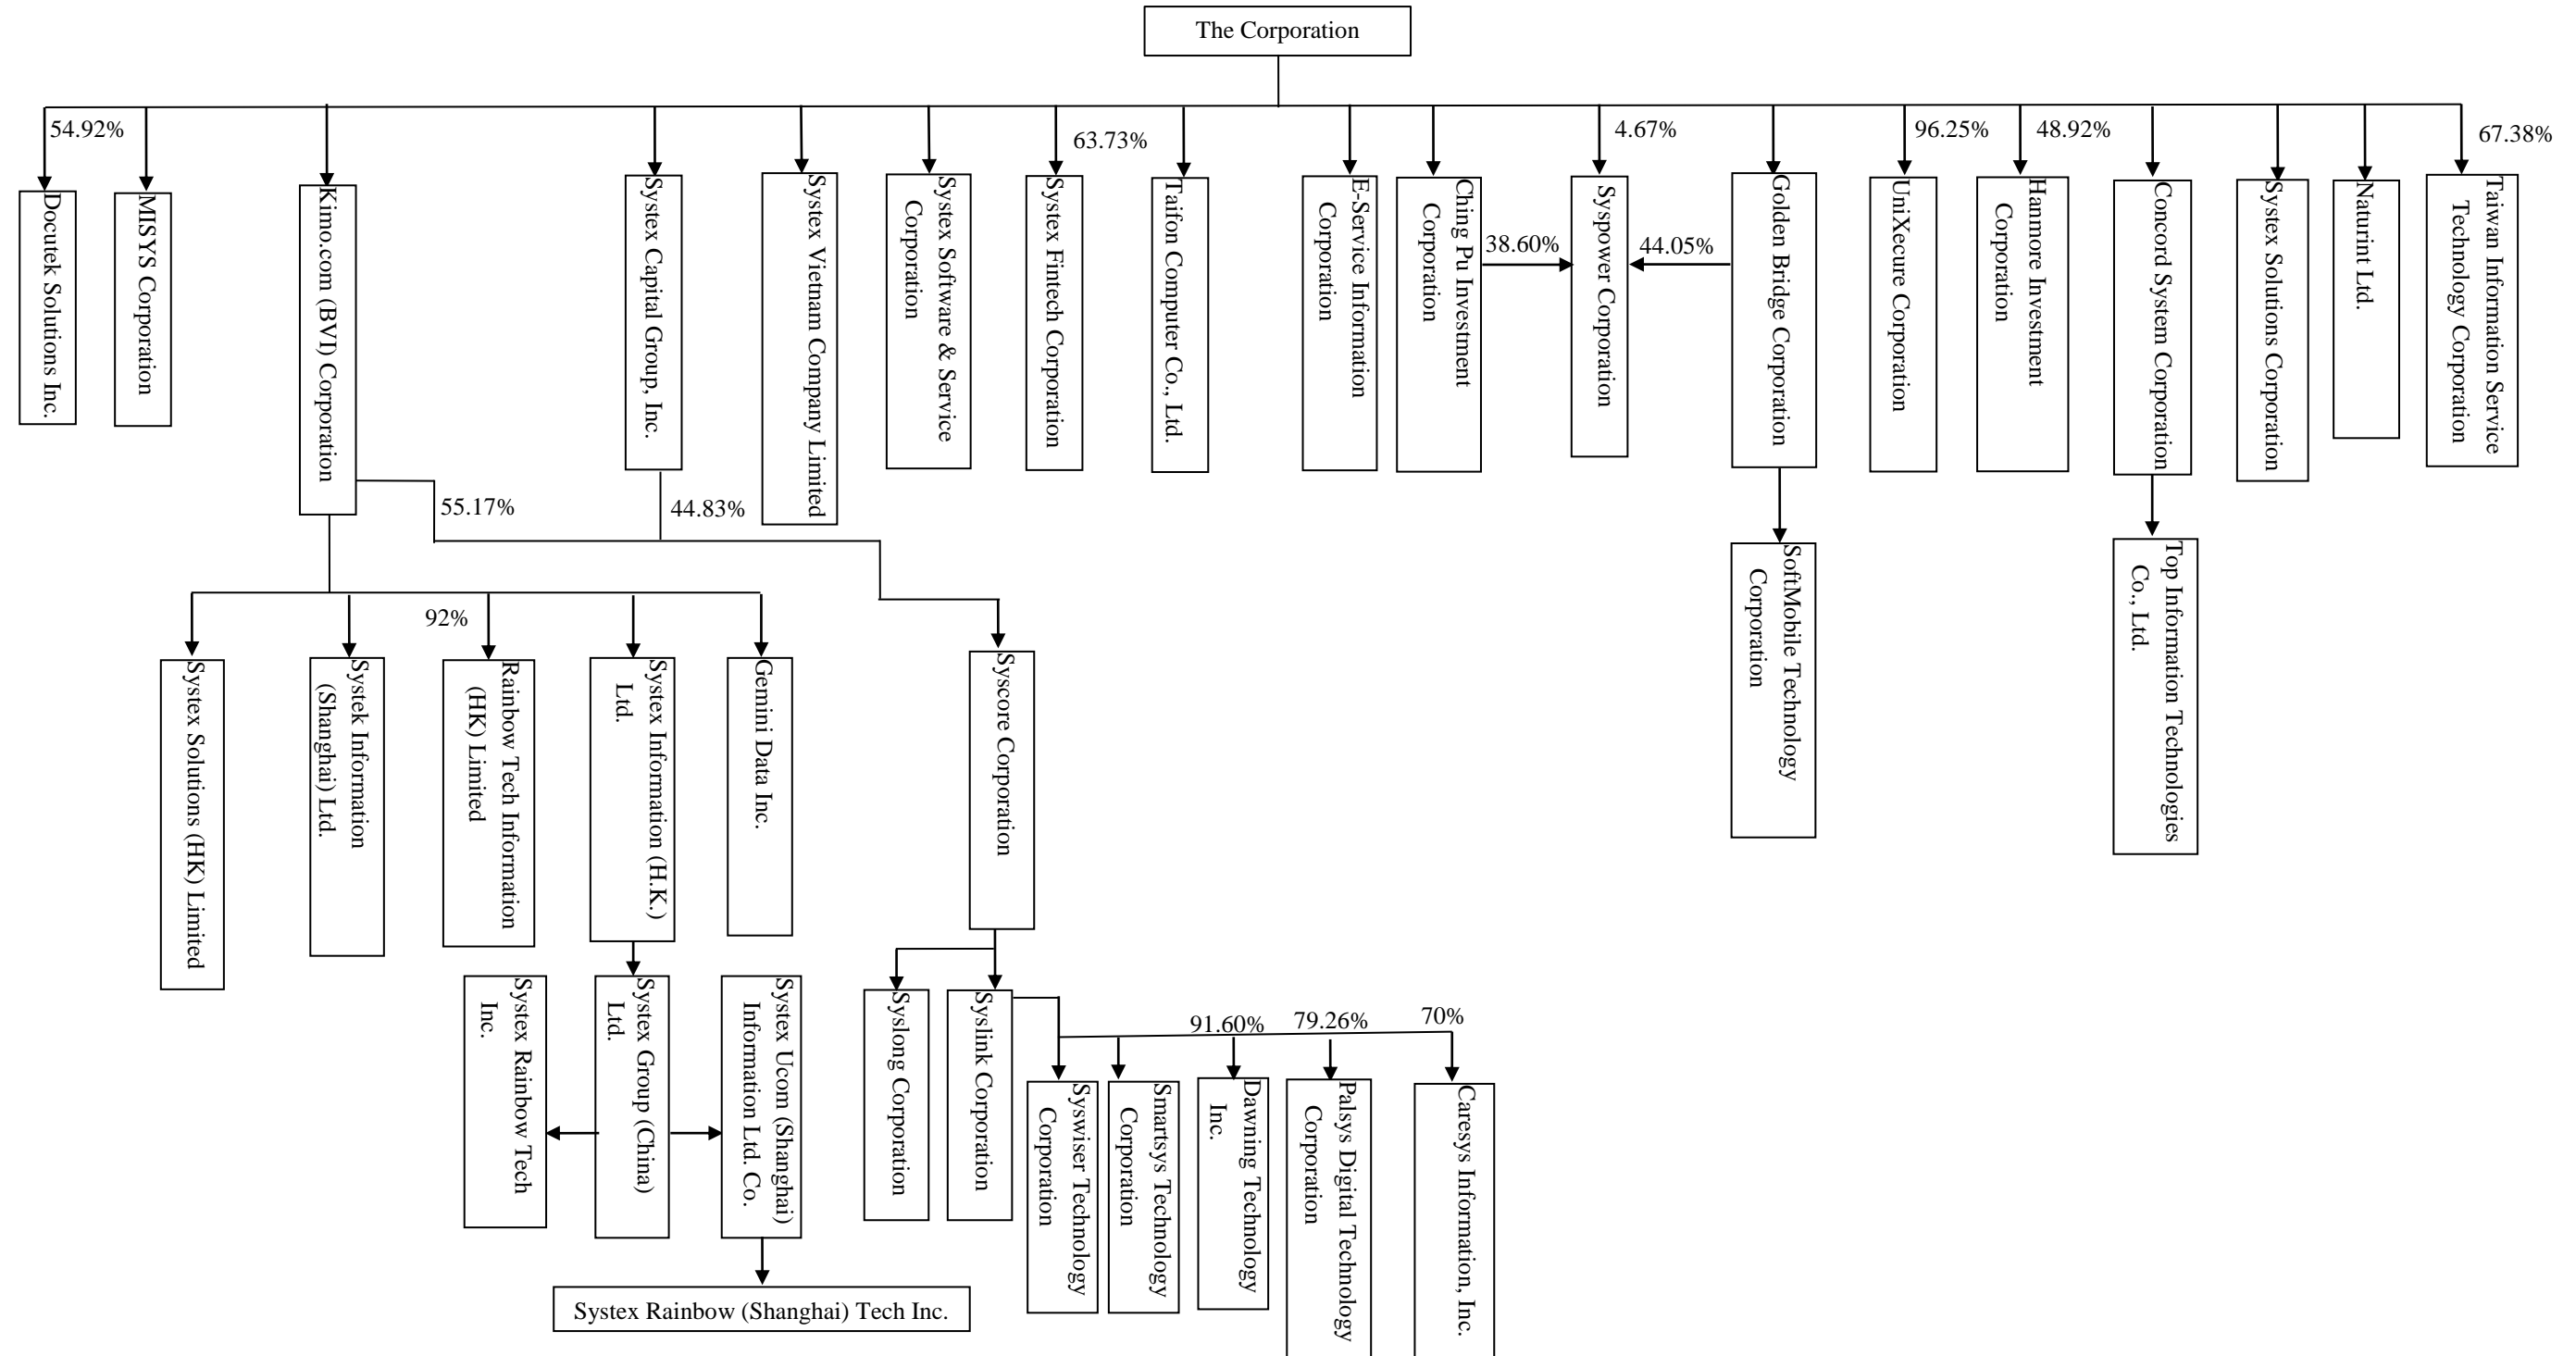 The Corporation
54.92%
63.73%
4.67%
96.25%
48.92%
67.38%
Docutek Solutions Inc.
MISYS Corporation
Kimo.com (BVI) Corporation
Systex Capital Group, Inc.
Systex Vietnam Company Limited
Systex Software & Service
Corporation
Systex Fintech Corporation
Taifon Computer Co., Ltd.
E-Service Information
Corporation
Ching Pu Investment
Corporation
38.60%
Syspower Corporation
44.05%
Golden Bridge Corporation
UniXecure Corporation
Hanmore Investment
Corporation
Concord System Corporation
Systex Solutions Corporation
Naturint Ltd.
Taiwan Information Service
Technology Corporation
55.17%
44.83%
92%
Systex Solutions (HK) Limited
Systek Information
(Shanghai) Ltd.
Rainbow Tech Information
(HK) Limited
Systex Information (H.K.)
Ltd.
Gemini Data Inc.
Syscore Corporation
SoftMobile Technology
Corporation
Top Information Technologies
Co., Ltd.
Systex Rainbow Tech
Inc.
Systex Group (China)
Ltd.
Systex Ucom (Shanghai)
Information Ltd. Co.
Syslong Corporation
Syslink Corporation
91.60%
79.26%
70%
Syswiser Technology
Corporation
Smartsys Technology
Corporation
Dawning Technology
Inc.
Palsys Digital Technology
Corporation
Caresys Information, Inc.
Systex Rainbow (Shanghai) Tech Inc.